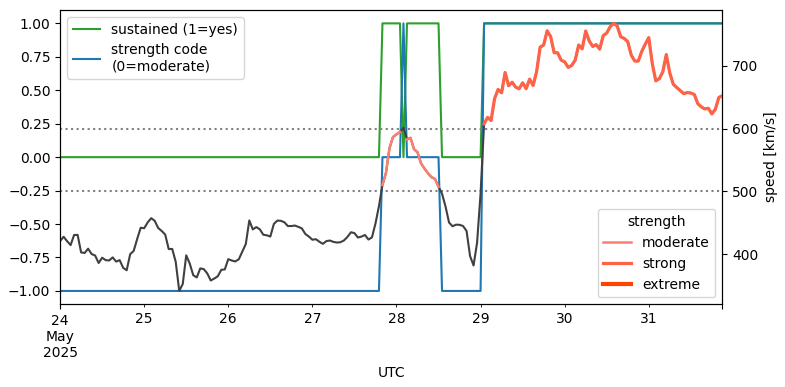 sustained (1=yes)
strength code
(0=moderate)
1.00
0.75
0.50
0.25
0.00
−0.25
−0.50
−0.75
−1.00
700
600
500
400
speed [km/s]
strength
moderate
strong
extreme
24 25 26 27 28 29 30 31
May
2025
UTC